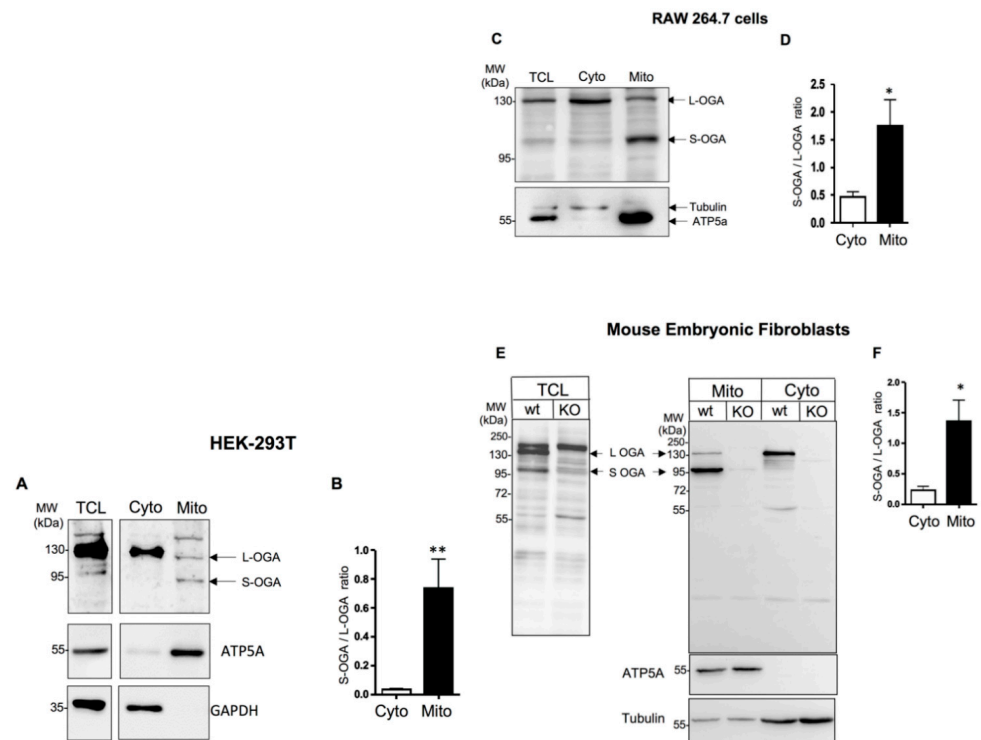 RAW 264.7 cells
C
MW
(kDa)
TCL Cyto Mito
130-
95-
L-OGA
S-OGA
55-
Tubulin
ATP5a
D
S-OGA / L-OGA ratio
2.5
2.0
1.5
1.0
0.5
0.0
*
Cyto Mito
Mouse Embryonic Fibroblasts
E
TCL
wt KO
MW
(kDa)
250-
130-
95-
72-
55-
L OGA
S OGA
Mito Cyto
wt KO wt KO
MW
(kDa)
250-
130-
95-
72-
55-
ATP5A
55-
Tubulin
55-
F
S-OGA / L-OGA ratio
2.0
1.5
1.0
0.5
0.0
*
Cyto Mito
HEK-293T
A
MW
(kDa)
TCL Cyto Mito
130-
95-
L-OGA
S-OGA
55-
ATP5A
35-
GAPDH
B
S-OGA / L-OGA ratio
1.0
0.8
0.6
0.4
0.2
0.0
**
Cyto Mito